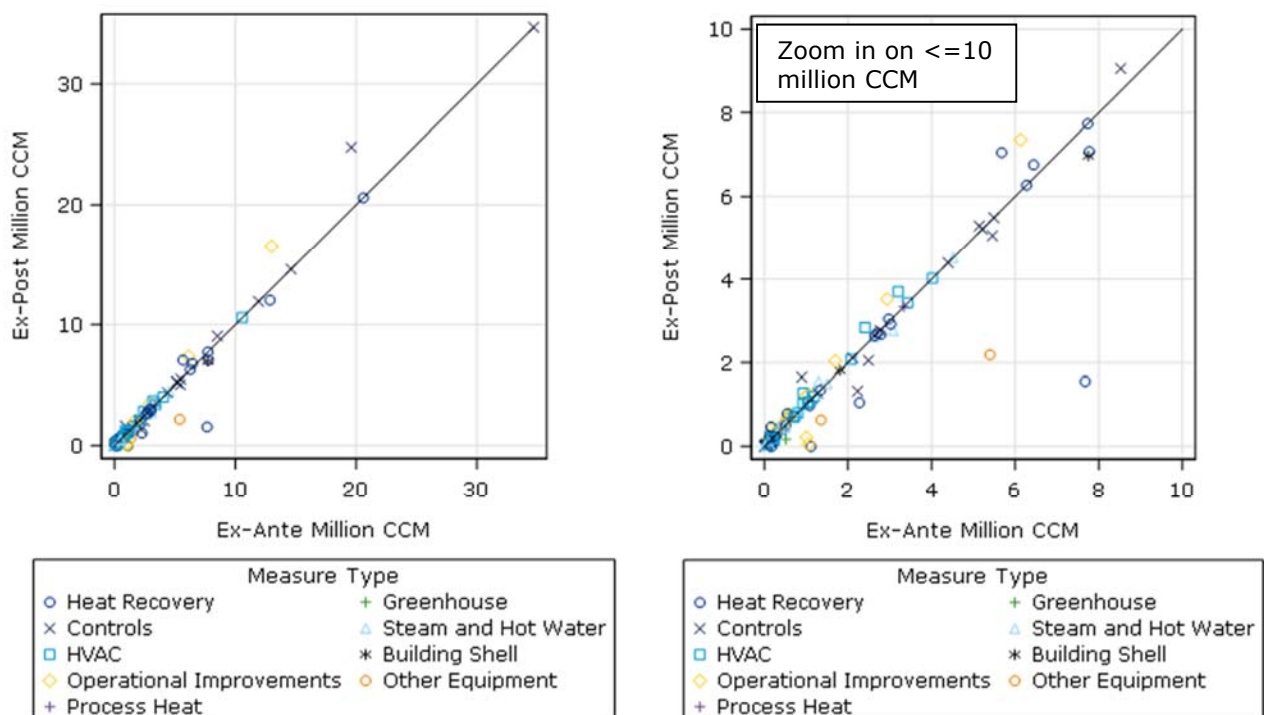 30
20
10
0
Ex-Post Million CCM
0 10 20 30
Ex-Ante Million CCM
Measure Type
Heat Recovery
Greenhouse
Controls
Steam and Hot Water
HVAC
Building Shell
Operational Improvements
Other Equipment
Process Heat
Zoom in on <=10
million CCM
10
8
6
4
2
0
Ex-Post Million CCM
0 2 4 6 8 10
Ex-Ante Million CCM
Measure Type
Heat Recovery
Greenhouse
Controls
Steam and Hot Water
HVAC
Building Shell
Operational Improvements
Other Equipment
Process Heat